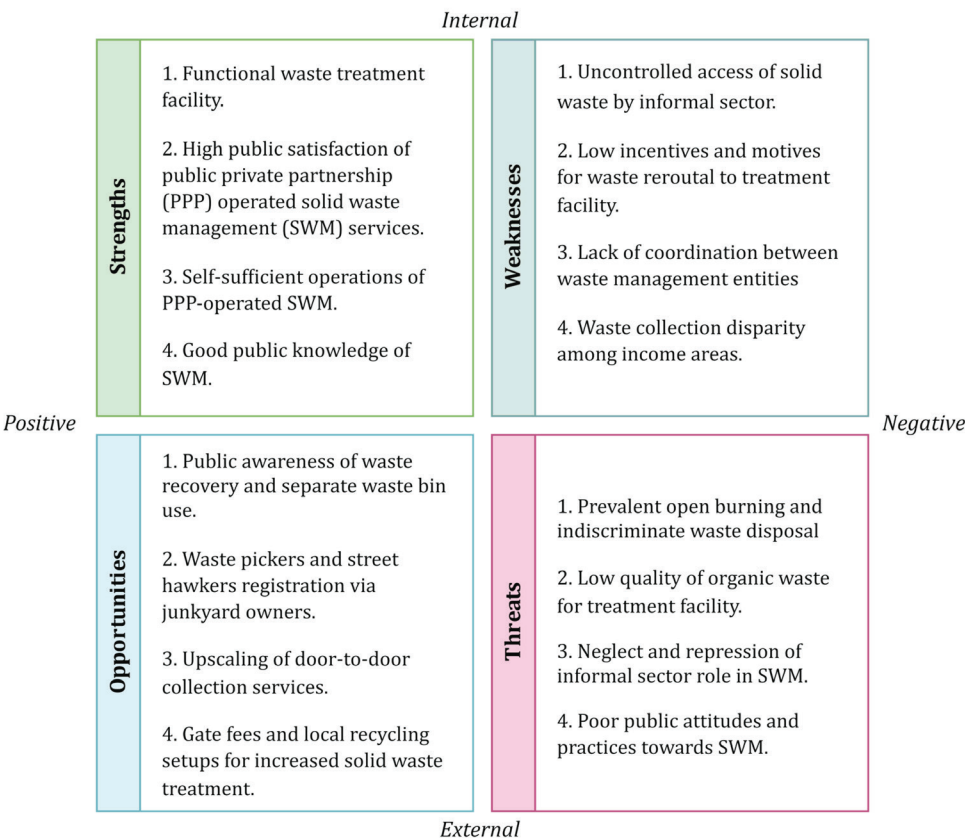 Internal
Strengths
1. Functional waste treatment
facility.
2. High public satisfaction of
public private partnership
(PPP) operated solid waste
management (SWM) services.
3. Self-sufficient operations of
PPP-operated SWM.
4. Good public knowledge of
SWM.
Weaknesses
1. Uncontrolled access of solid
waste by informal sector.
2. Low incentives and motives
for waste reroutal to treatment
facility.
3. Lack of coordination between
waste management entities
4. Waste collection disparity
among income areas.
Positive
Negative
Opportunities
1. Public awareness of waste
recovery and separate waste bin
use.
2. Waste pickers and street
hawkers registration via
junkyard owners.
3. Upscaling of door-to-door
collection services.
4. Gate fees and local recycling
setups for increased solid waste
treatment.
Threats
1. Prevalent open burning and
indiscriminate waste disposal
2. Low quality of organic waste
for treatment facility.
3. Neglect and repression of
informal sector role in SWM.
4. Poor public attitudes and
practices towards SWM.
External